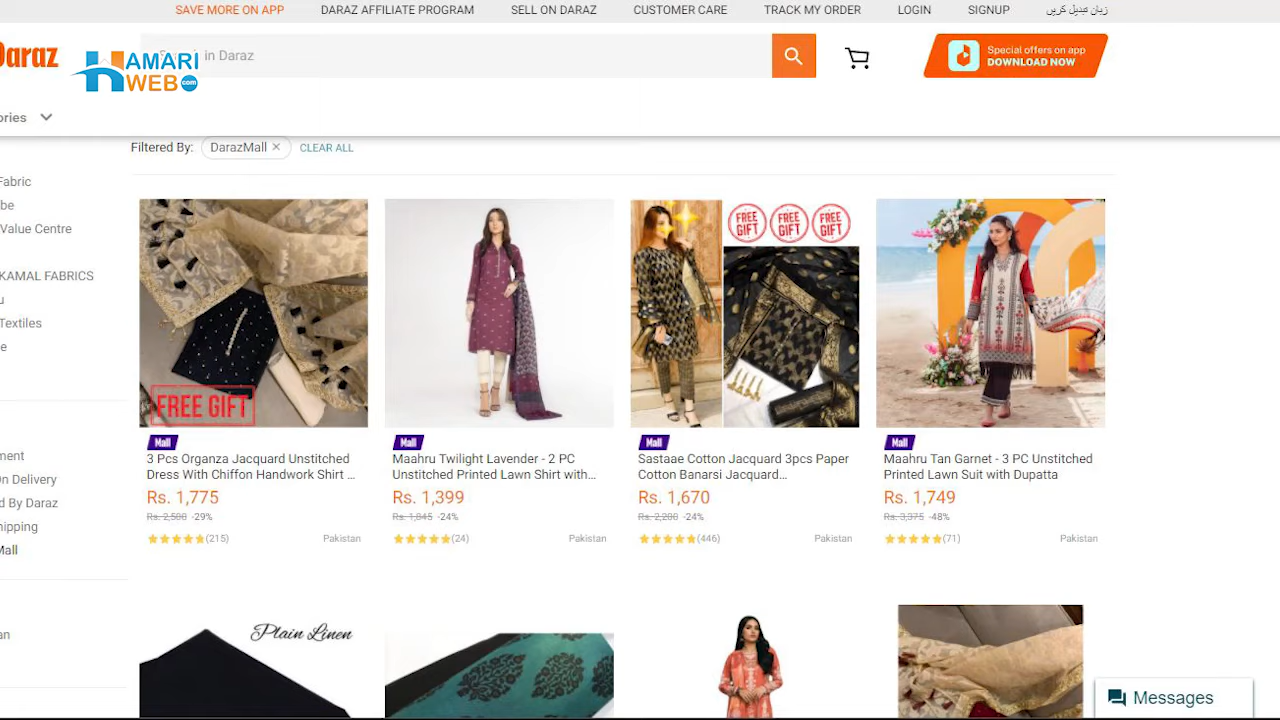 SAVE MORE ON APP DARAZ AFFILIATE PROGRAM SELL ON DARAZ CUSTOMER CARE TRACK MY ORDER LOGIN SIGNUP زبان تبدیل کریں
Daraz
HAMARI
WEB.com
in Daraz
Special offers on app
DOWNLOAD NOW
ories
Filtered By: DarazMall × CLEAR ALL
Fabric
be
Value Centre
KAMAL FABRICS
u
Textiles
e
ment
On Delivery
d By Daraz
hipping
Mall
an
FREE GIFT
FREE GIFT
FREE GIFT
FREE GIFT
Mall
3 Pcs Organza Jacquard Unstitched
Dress With Chiffon Handwork Shirt ...
Rs. 1,775
Rs. 2,500 -29%
(215) Pakistan
Mall
Maahru Twilight Lavender - 2 PC
Unstitched Printed Lawn Shirt with...
Rs. 1,399
Rs. 1,845 -24%
(24) Pakistan
Mall
Sastaae Cotton Jacquard 3pcs Paper
Cotton Banarsi Jacquard...
Rs. 1,670
Rs. 2,200 -24%
(446) Pakistan
Mall
Maahru Tan Garnet - 3 PC Unstitched
Printed Lawn Suit with Dupatta
Rs. 1,749
Rs. 3,375 -48%
(71) Pakistan
Plain Linen
Messages